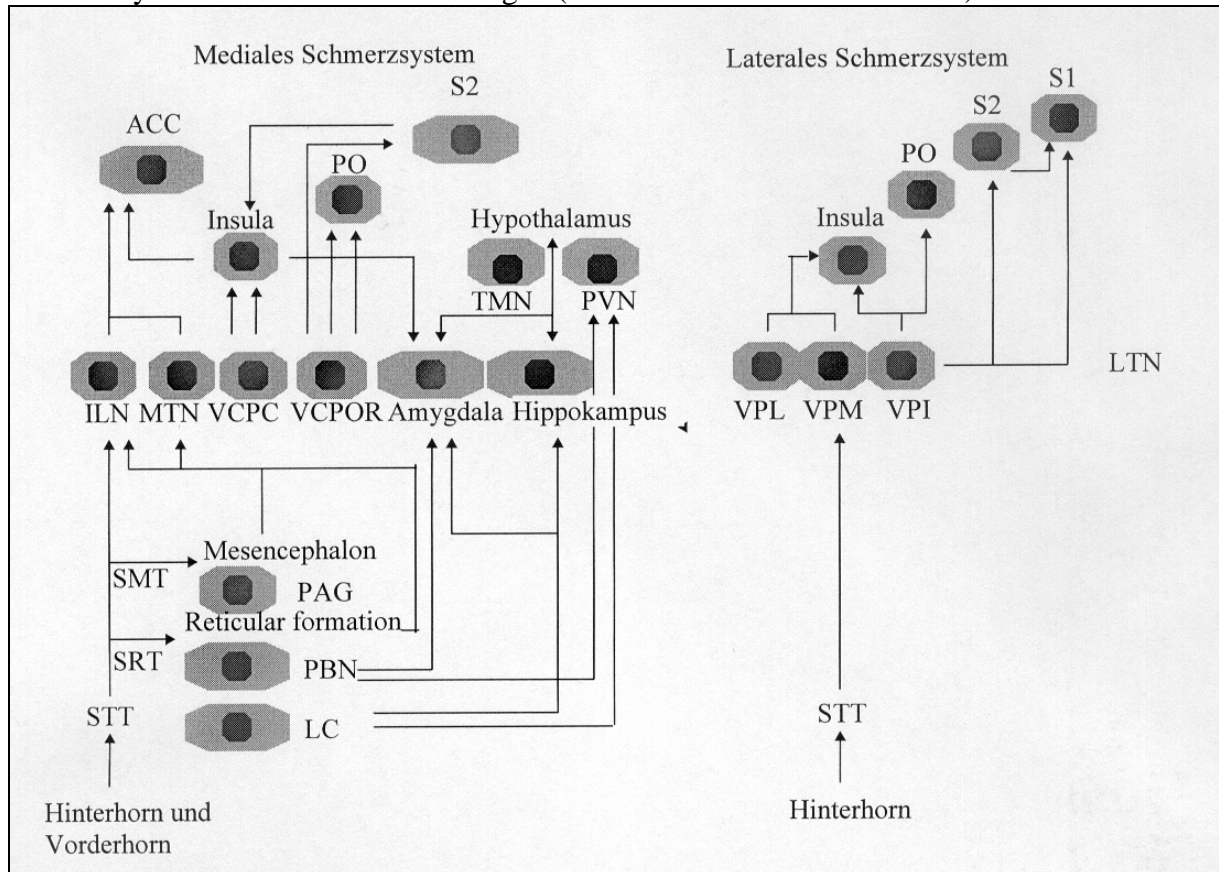 Mediales Schmerzsystem
S2
ACC
PO
Insula
Hypothalamus
TMN PVN
ILN MTN VCPC VCPOR Amygdala Hippokampus
Mesencephalon
SMT
PAG
Reticular formation
SRT
PBN
STT
LC
Hinterhorn und
Vorderhorn
Laterales Schmerzsystem
S1
S2
PO
Insula
LTN
VPL VPM VPI
STT
Hinterhorn